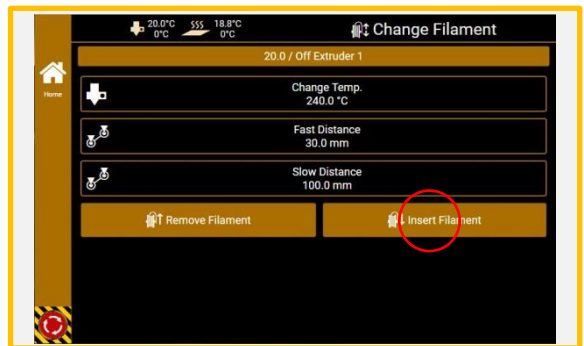 20.0°C 18.8°C Change Filament
0°C 0°C
20.0 / Off Extruder 1
Home
Change Temp.
240.0 °C
Fast Distance
30.0 mm
Slow Distance
100.0 mm
Remove Filament Insert Filament